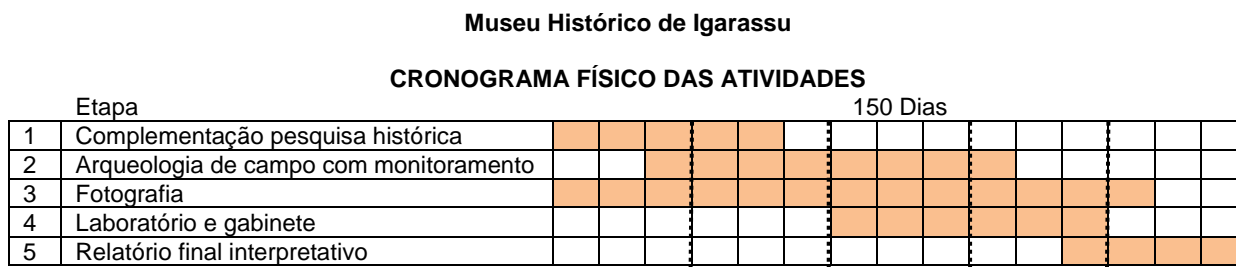 Museu Histórico de Igarassu
CRONOGRAMA FÍSICO DAS ATIVIDADES
Etapa 150 Dias
1 Complementação pesquisa histórica
2 Arqueologia de campo com monitoramento
3 Fotografia
4 Laboratório e gabinete
5 Relatório final interpretativo